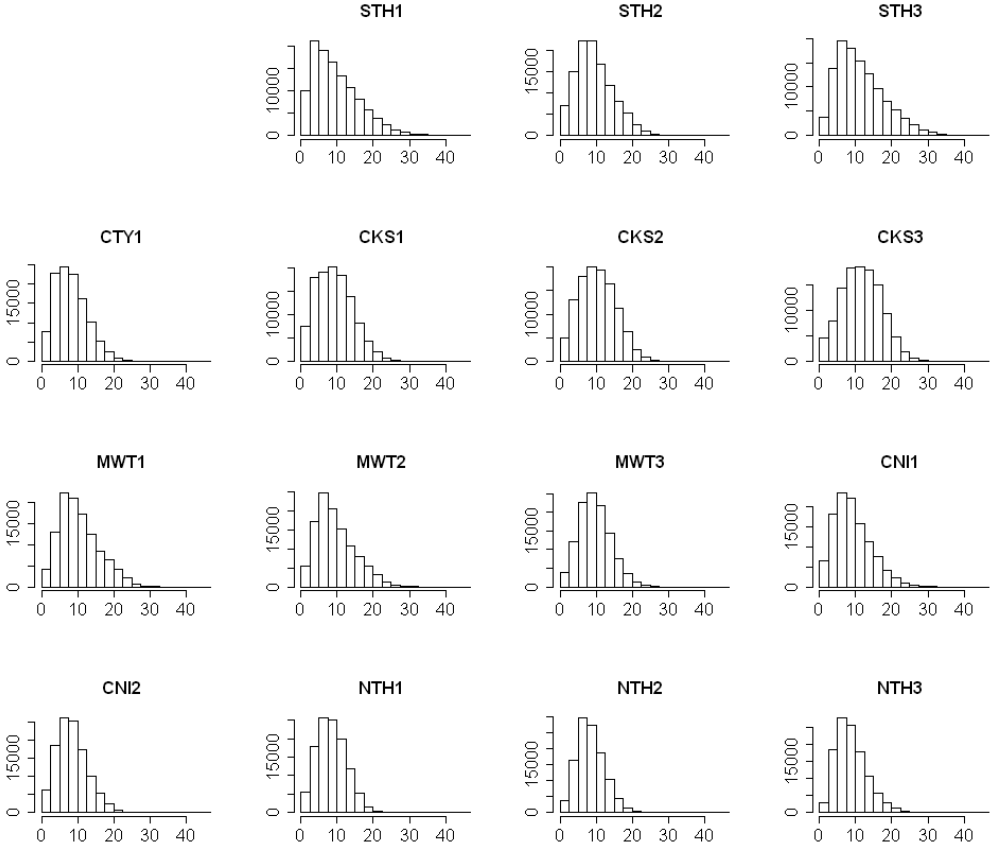 STH1 STH2 STH3
0 10000 0 15000 0 10000
0 10 20 30 40 0 10 20 30 40 0 10 20 30 40
CTY1 CKS1 CKS2 CKS3
0 15000 0 10000 0 10000 0 10000
0 10 20 30 40 0 10 20 30 40 0 10 20 30 40 0 10 20 30 40
MWT1 MWT2 MWT3 CNI1
0 15000 0 15000 0 15000 0 15000
0 10 20 30 40 0 10 20 30 40 0 10 20 30 40 0 10 20 30 40
CNI2 NTH1 NTH2 NTH3
0 15000 0 15000 0 15000 0 15000
0 10 20 30 40 0 10 20 30 40 0 10 20 30 40 0 10 20 30 40